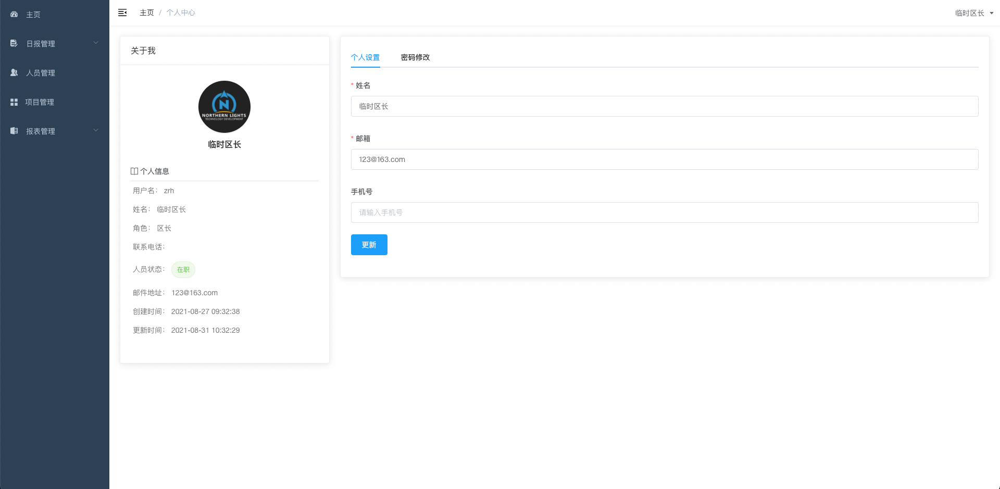 主页
日报管理
人员管理
项目管理
报表管理
主页 / 个人中心
临时区长
关于我
NORTHERN LIGHTS
TECHNOLOGY DEVELOPMENT
临时区长
个人信息
用户名: zrh
姓名: 临时区长
角色: 区长
联系电话:
人员状态: 在职
邮件地址: 123@163.com
创建时间: 2021-08-27 09:32:38
更新时间: 2021-08-31 10:32:29
个人设置 密码修改
* 姓名
临时区长
* 邮箱
123@163.com
手机号
请输入手机号
更新